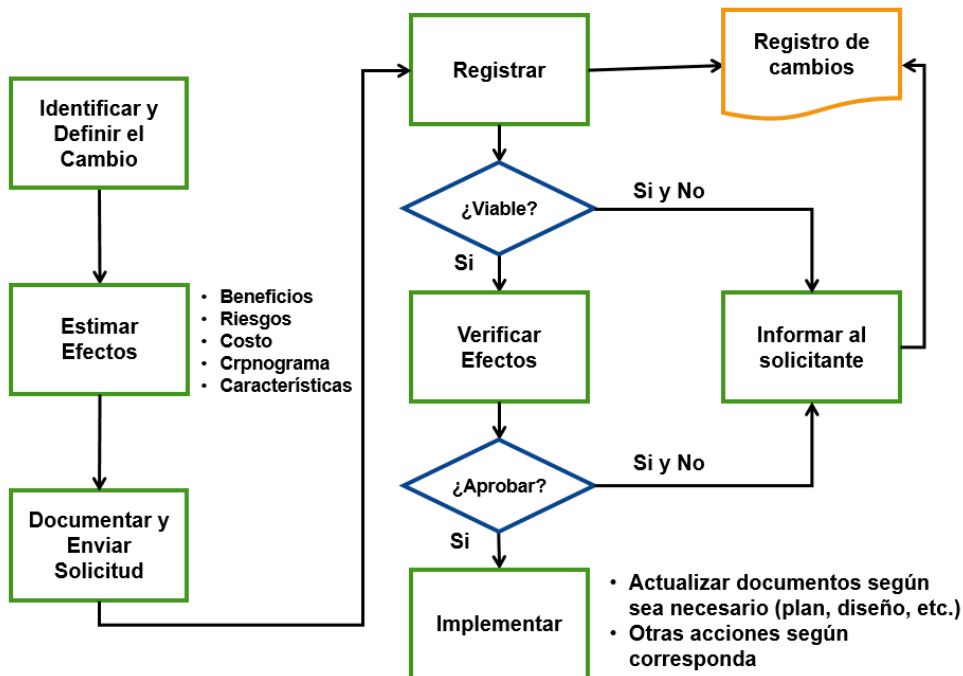 Identificar y
Definir el
Cambio
Estimar
Efectos
• Beneficios
• Riesgos
• Costo
• Crpnograma
• Características
Documentar y
Enviar
Solicitud
Registrar
Registro de
cambios
¿Viable?
Si y No
Si
Verificar
Efectos
Informar al
solicitante
¿Aprobar?
Si y No
Si
Implementar
• Actualizar documentos según
sea necesario (plan, diseño, etc.)
• Otras acciones según
corresponda